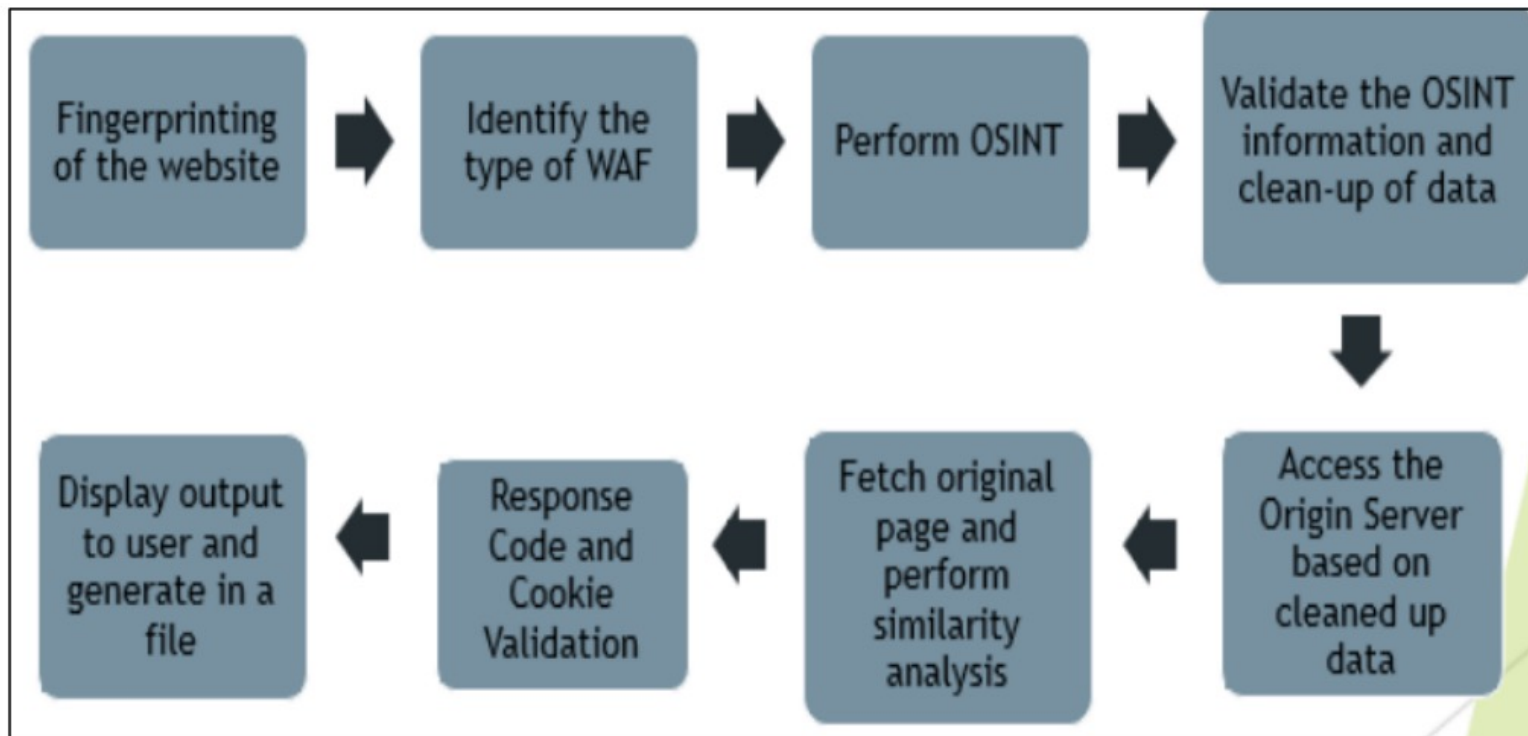 Fingerprinting
of the website
Identify the
type of WAF
Perform OSINT
Validate the OSINT
information and
clean-up of data
Access the
Origin Server
based on
cleaned up
data
Fetch original
page and
perform
similarity
analysis
Response
Code and
Cookie
Validation
Display output
to user and
generate in a
file